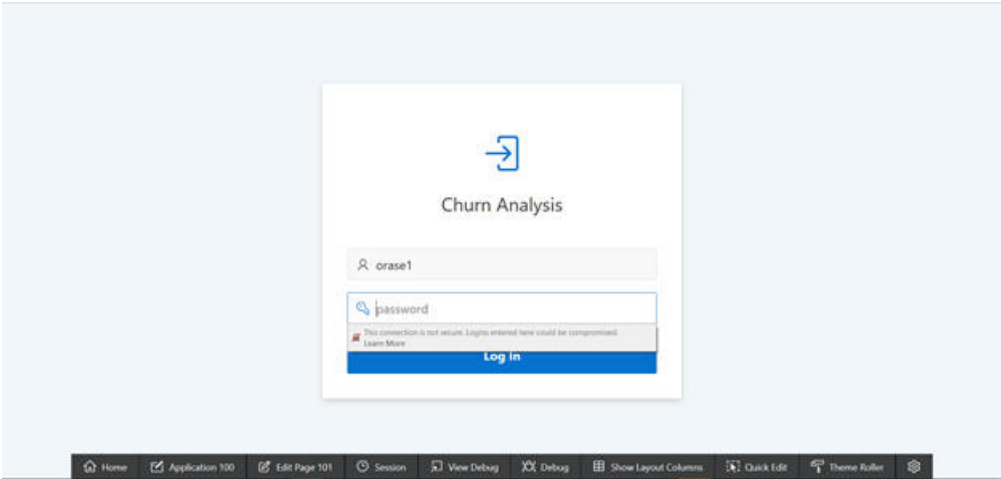 Churn Analysis
orase1
password
This connection is not secure. Logins entered here could be compromised.
Learn More
Log In
Home Application 100 Edit Page 101 Session View Debug Debug Show Layout Columns Quick Edit Theme Roller